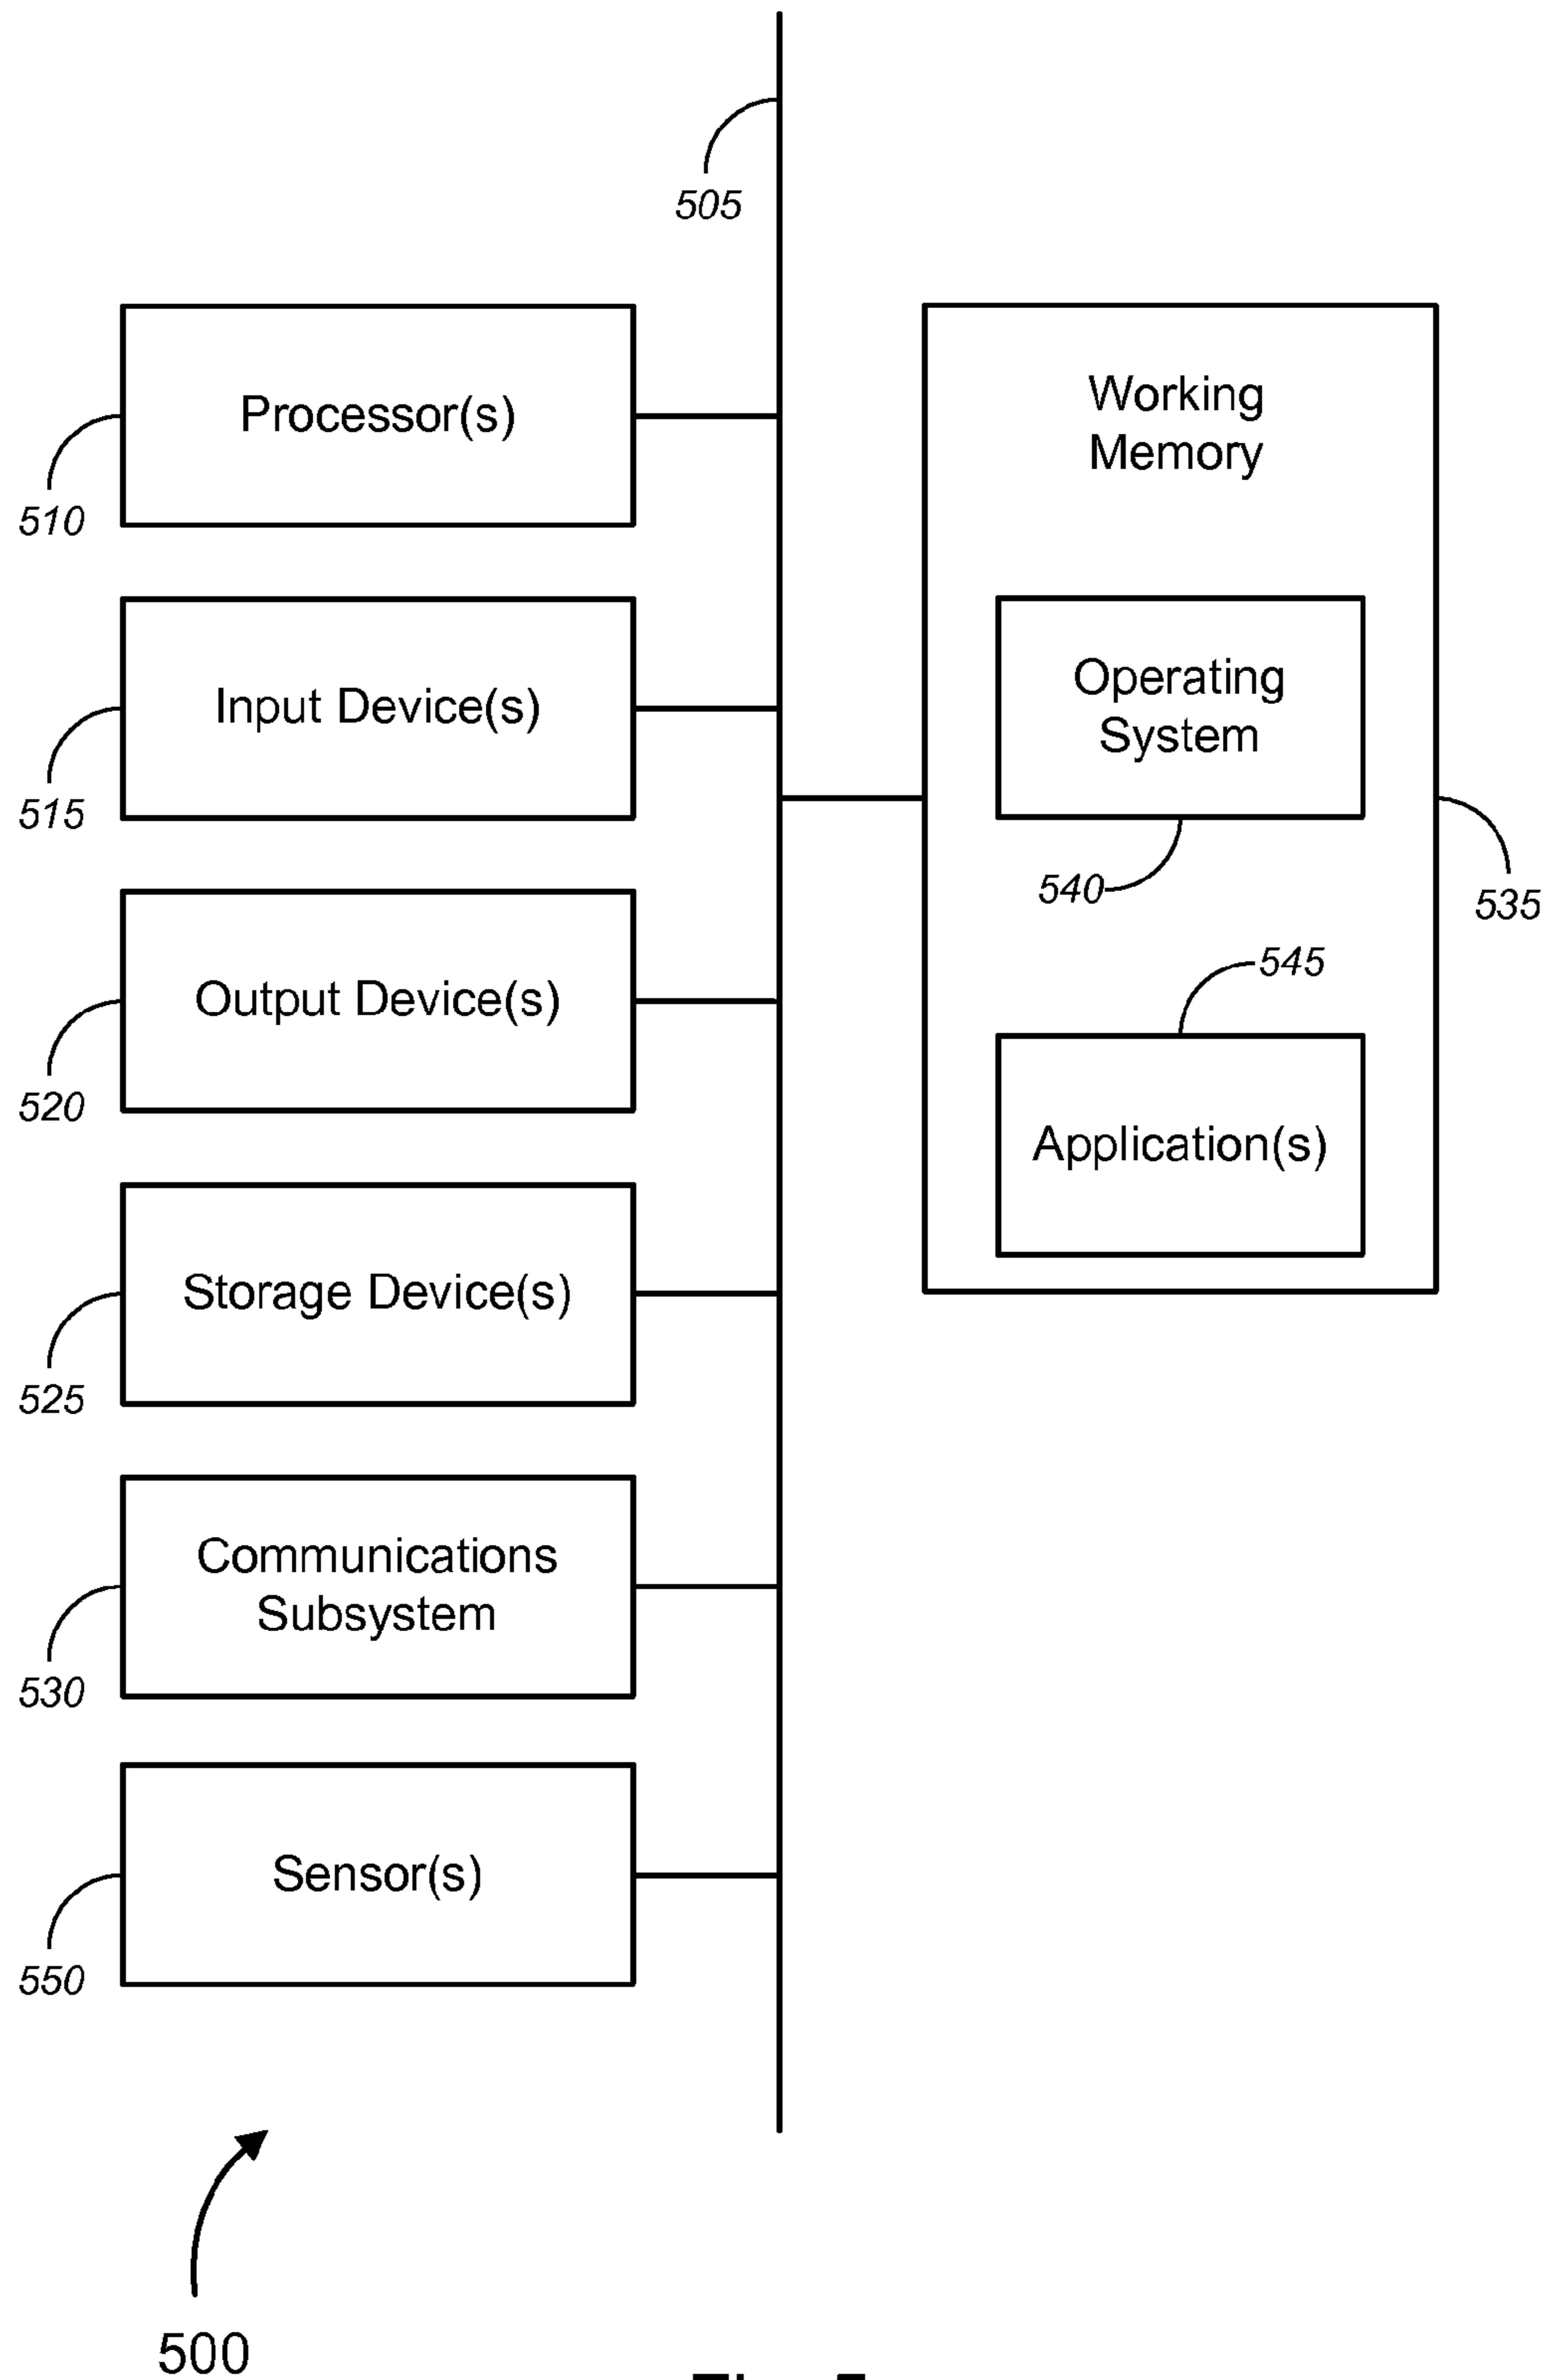 505
Processor(s)
510
Working
Memory
Input Device(s)
515
Operating
System
540
535
Output Device(s)
520
545
Application(s)
Storage Device(s)
525
Communications
Subsystem
530
Sensor(s)
550
500